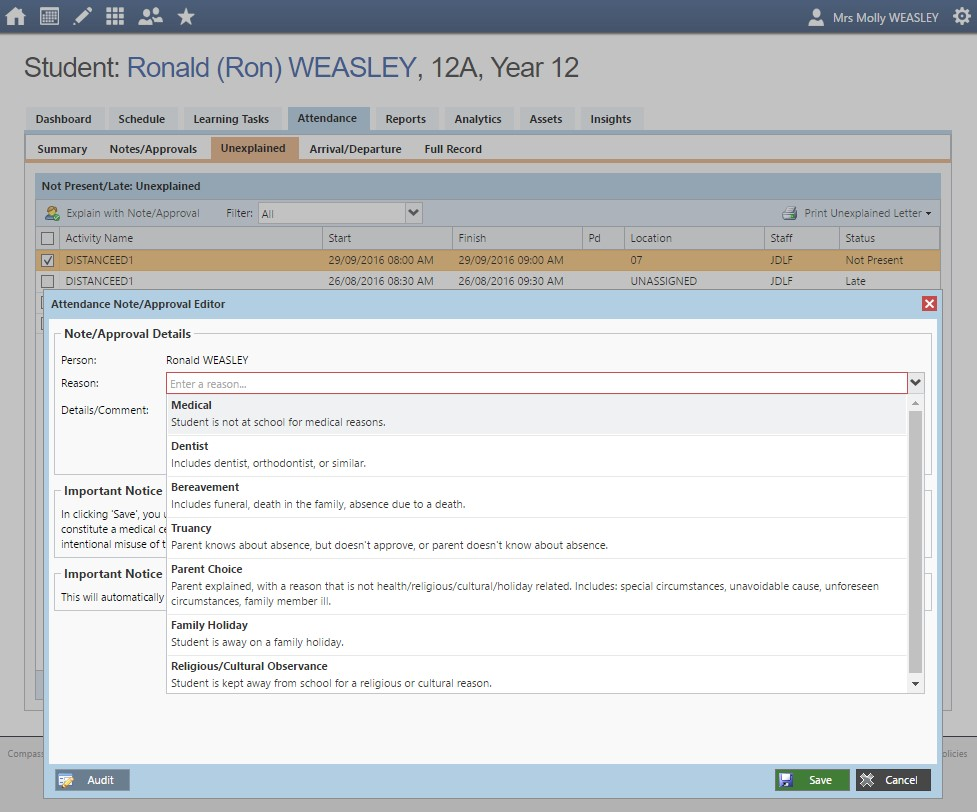 Mrs Molly WEASLEY
Student: Ronald (Ron) WEASLEY, 12A, Year 12
Dashboard Schedule Learning Tasks Attendance Reports Analytics Assets Insights
Summary Notes/Approvals Unexplained Arrival/Departure Full Record
Not Present/Late: Unexplained
Explain with Note/Approval Filter: All Print Unexplained Letter
Activity Name Start Finish Pd Location Staff Status
DISTANCEED1 29/09/2016 08:00 AM 29/09/2016 09:00 AM 07 JDLF Not Present
DISTANCEED1 26/08/2016 08:30 AM 26/08/2016 09:30 AM UNASSIGNED JDLF Late
Attendance Note/Approval Editor
Note/Approval Details
Person: Ronald WEASLEY
Reason: Enter a reason...
Details/Comment:
Medical
Student is not at school for medical reasons.
Dentist
Includes dentist, orthodontist, or similar.
Bereavement
Includes funeral, death in the family, absence due to a death.
Truancy
Parent knows about absence, but doesn't approve, or parent doesn't know about absence.
Parent Choice
Parent explained, with a reason that is not health/religious/cultural/holiday related. Includes: special circumstances, unavoidable cause, unforeseen
circumstances, family member ill.
Family Holiday
Student is away on a family holiday.
Religious/Cultural Observance
Student is kept away from school for a religious or cultural reason.
Important Notice
In clicking 'Save', you
constitute a medical
intentional misuse of
Important Notice
This will automatically
Audit Save Cancel